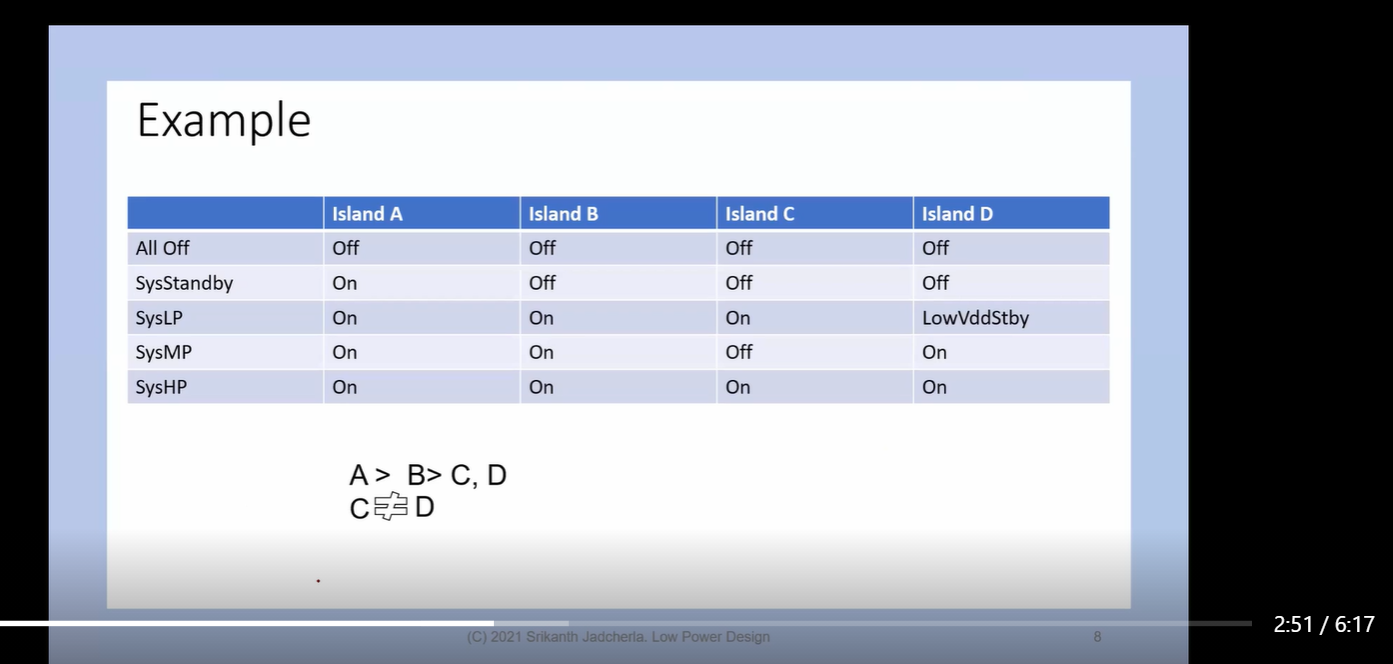 Example
Island A Island B Island C Island D
All Off Off Off Off Off
SysStandby On Off Off Off
SysLP On On On LowVddStby
SysMP On On Off On
SysHP On On On On
A > B> C, D
C ≠ D
2:51 / 6:17
(C) 2021 Srikanth Jadcherla. Low Power Design 8